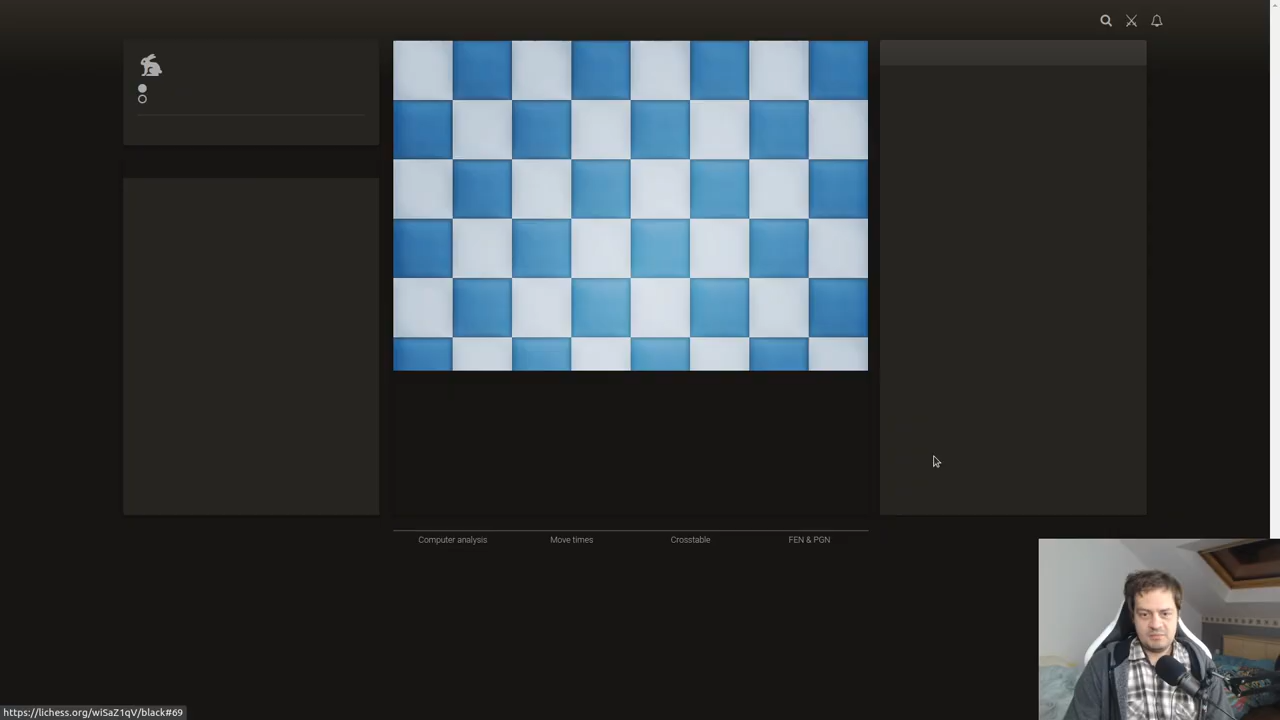 Computer analysis
Move times
Crosstable
FEN & PGN
https://lichess.org/wiSaZ1qV/black#69